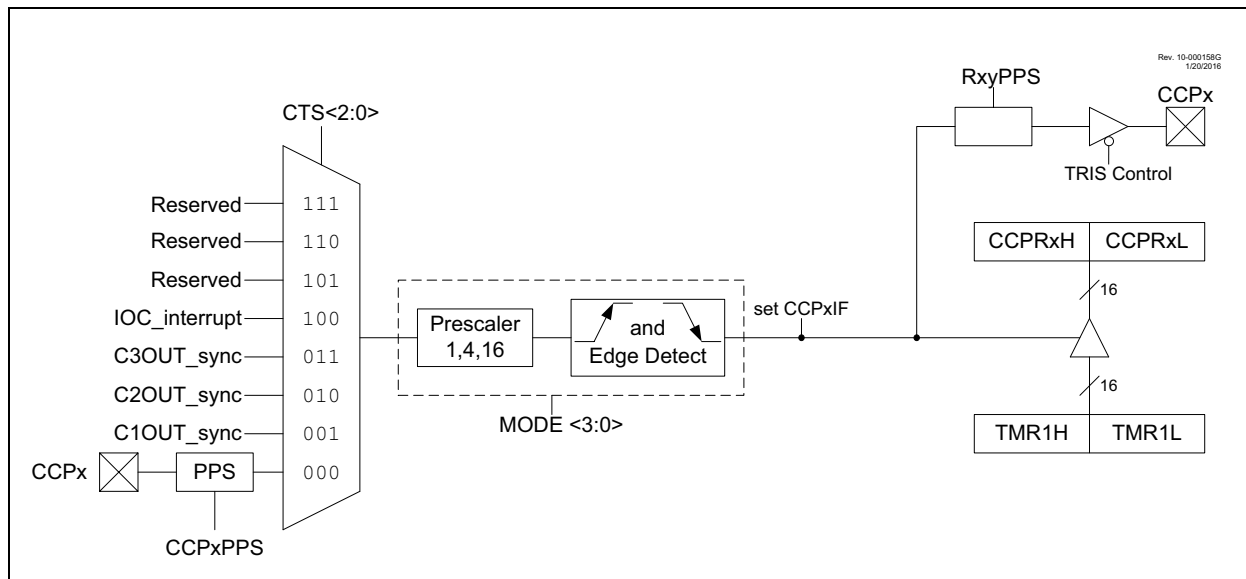 Rev. 10-000158G
1/20/2016
RxyPPS
CCPx
CTS<2:0>
TRIS Control
Reserved 111
Reserved 110
Reserved 101
IOC_interrupt 100
C3OUT_sync 011
C2OUT_sync 010
C1OUT_sync 001
CCPx PPS 000
CCPxPPS
Prescaler
1,4,16
and
Edge Detect
MODE <3:0>
set CCPxIF
CCPRxH CCPRxL
16
16
TMR1H TMR1L